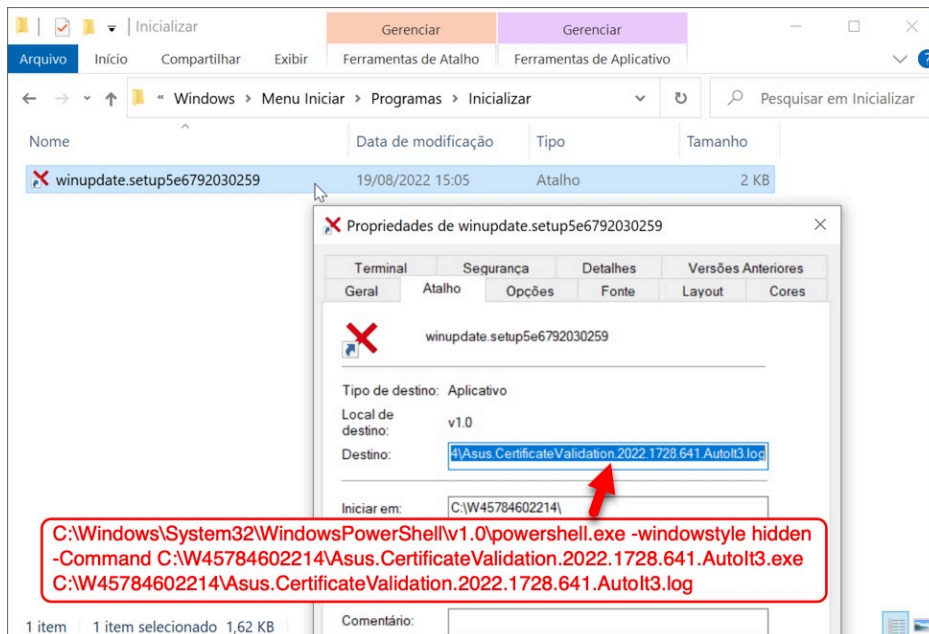 Inicializar
Gerenciar
Gerenciar
Arquivo
Início
Compartilhar
Exibir
Ferramentas de Atalho
Ferramentas de Aplicativo
?
« Windows > Menu Iniciar > Programas > Inicializar
Pesquisar em Inicializar
Nome
Data de modificação
Tipo
Tamanho
winupdate.setup5e6792030259
19/08/2022 15:05
Atalho
2 KB
Propriedades de winupdate.setup5e6792030259
Terminal
Segurança
Detalhes
Versões Anteriores
Geral
Atalho
Opções
Fonte
Layout
Cores
winupdate.setup5e6792030259
Tipo de destino: Aplicativo
Local de
destino:
v1.0
Destino:
4\Asus.CertificateValidation.2022.1728.641.AutoIt3.log
Iniciar em:
C:\W45784602214\
C:\Windows\System32\WindowsPowerShell\v1.0\powershell.exe -windowstyle hidden
-Command C:\W45784602214\Asus.CertificateValidation.2022.1728.641.AutoIt3.exe
C:\W45784602214\Asus.CertificateValidation.2022.1728.641.AutoIt3.log
Comentário:
1 item
1 item selecionado 1,62 KB